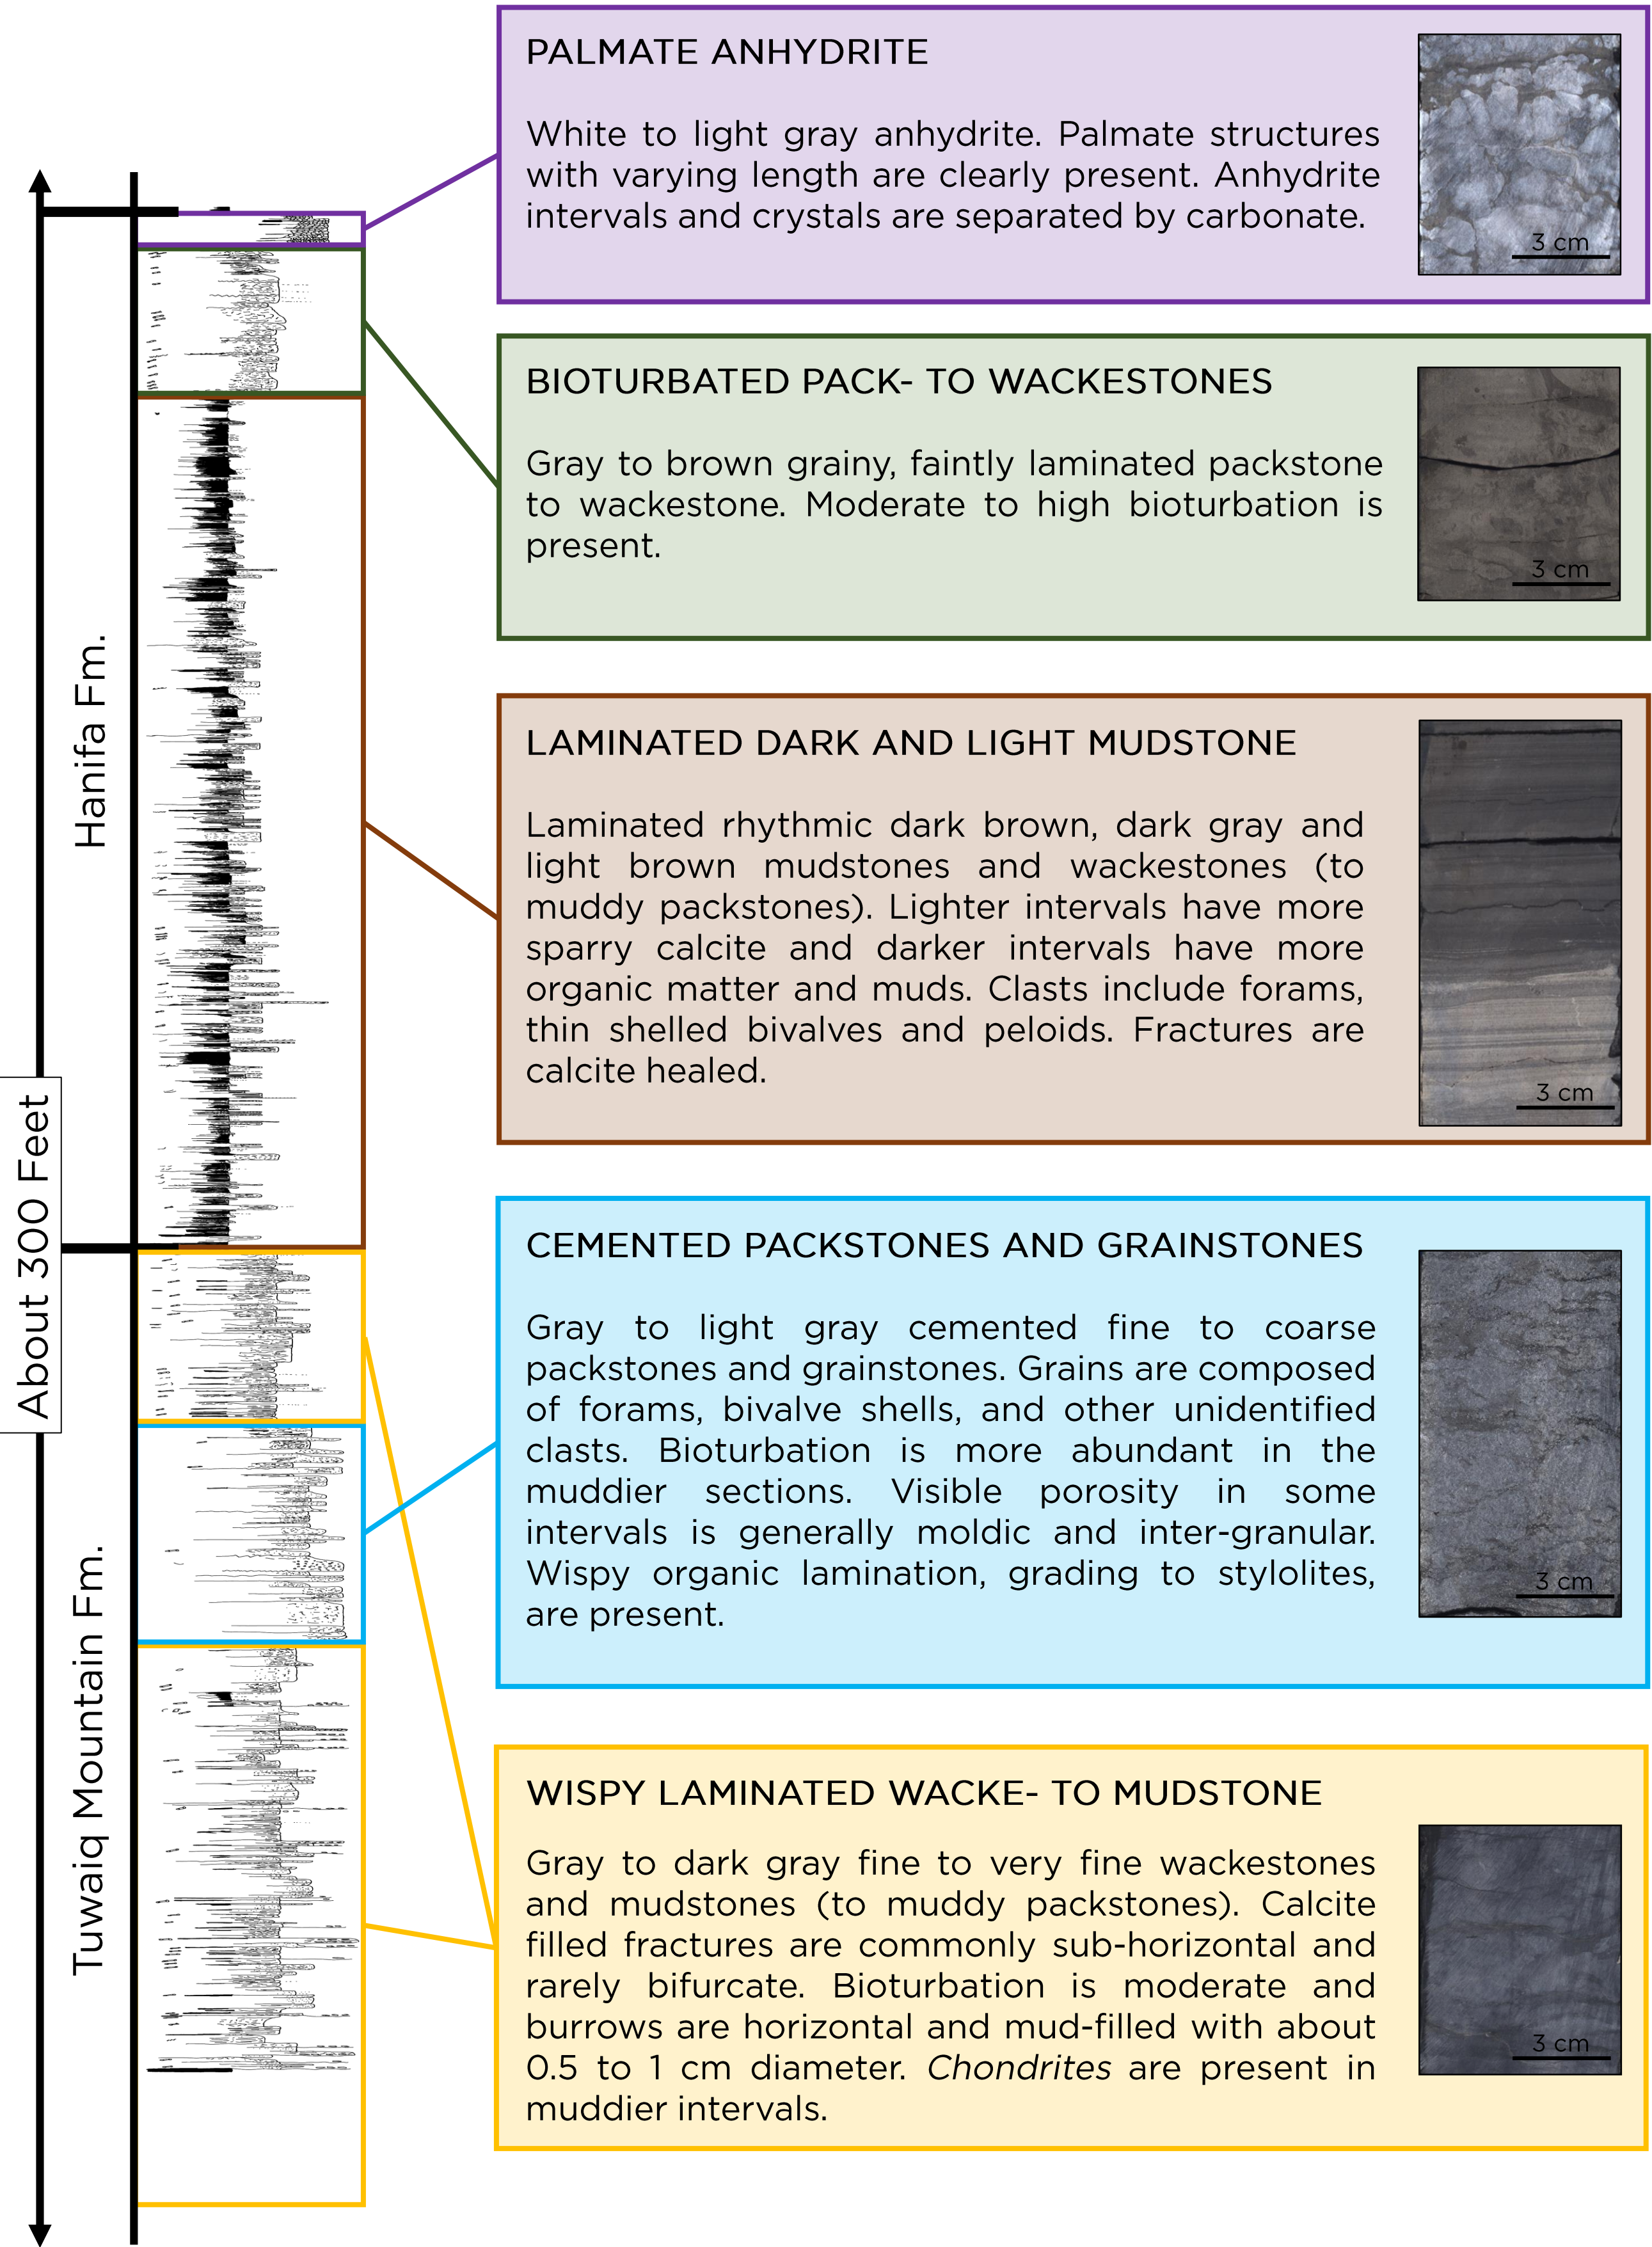 PALMATE ANHYDRITE
White to light gray anhydrite. Palmate structures
with varying length are clearly present. Anhydrite
intervals and crystals are separated by carbonate.
3 cm
BIOTURBATED PACK- TO WACKESTONES
Gray to brown grainy, faintly laminated packstone
to wackestone. Moderate to high bioturbation is
present.
3 cm
LAMINATED DARK AND LIGHT MUDSTONE
Laminated rhythmic dark brown, dark gray and
light brown mudstones and wackestones (to
muddy packstones). Lighter intervals have more
sparry calcite and darker intervals have more
organic matter and muds. Clasts include forams,
thin shelled bivalves and peloids. Fractures are
calcite healed.
3 cm
CEMENTED PACKSTONES AND GRAINSTONES
Gray to light gray cemented fine to coarse
packstones and grainstones. Grains are composed
of forams, bivalve shells, and other unidentified
clasts. Bioturbation is more abundant in the
muddier sections. Visible porosity in some
intervals is generally moldic and inter-granular.
Wispy organic lamination, grading to stylolites,
are present.
3 cm
WISPY LAMINATED WACKE- TO MUDSTONE
Gray to dark gray fine to very fine wackestones
and mudstones (to muddy packstones). Calcite
filled fractures are commonly sub-horizontal and
rarely bifurcate. Bioturbation is moderate and
burrows are horizontal and mud-filled with about
0.5 to 1 cm diameter. Chondrites are present in
muddier intervals.
3 cm
Hanifa Fm.
About 300 Feet
Tuwaiq Mountain Fm.